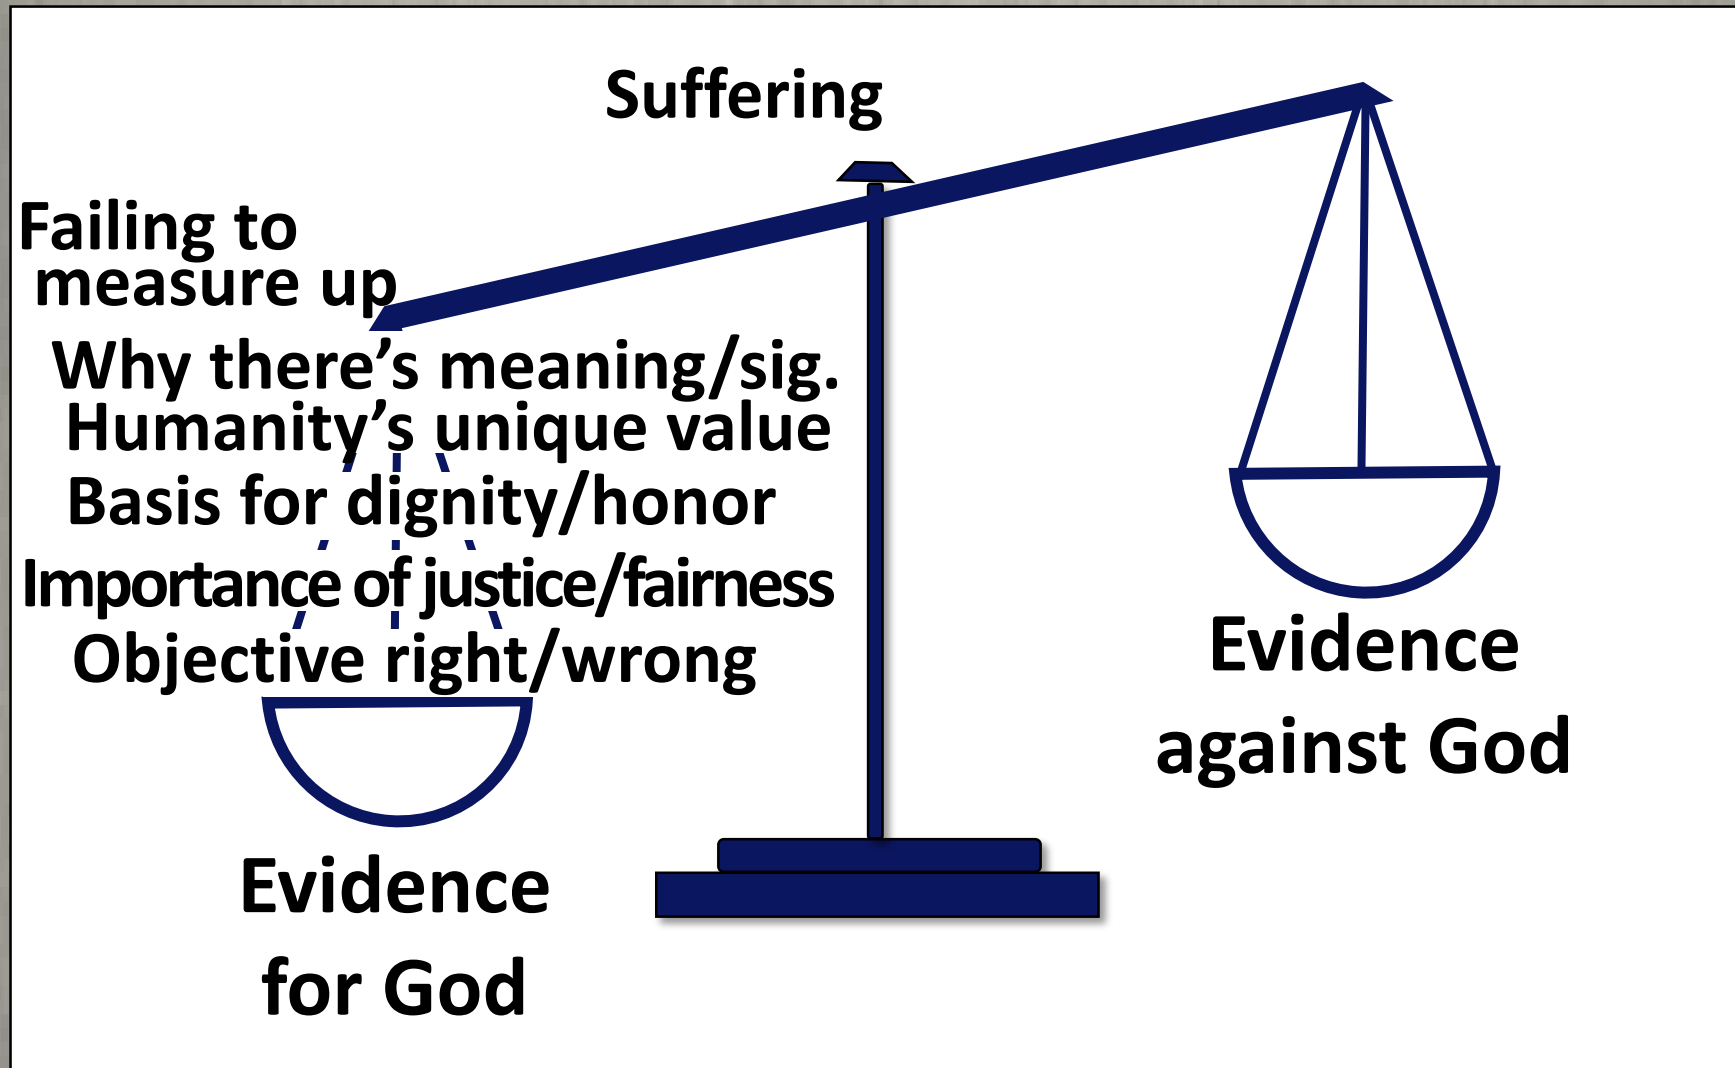 Suffering
Failing to
measure up
Why there’s meaning/sig.
Humanity’s unique value
Basis for dignity/honor
Importance of justice/fairness
Objective right/wrong
Evidence
for God
Evidence
against God